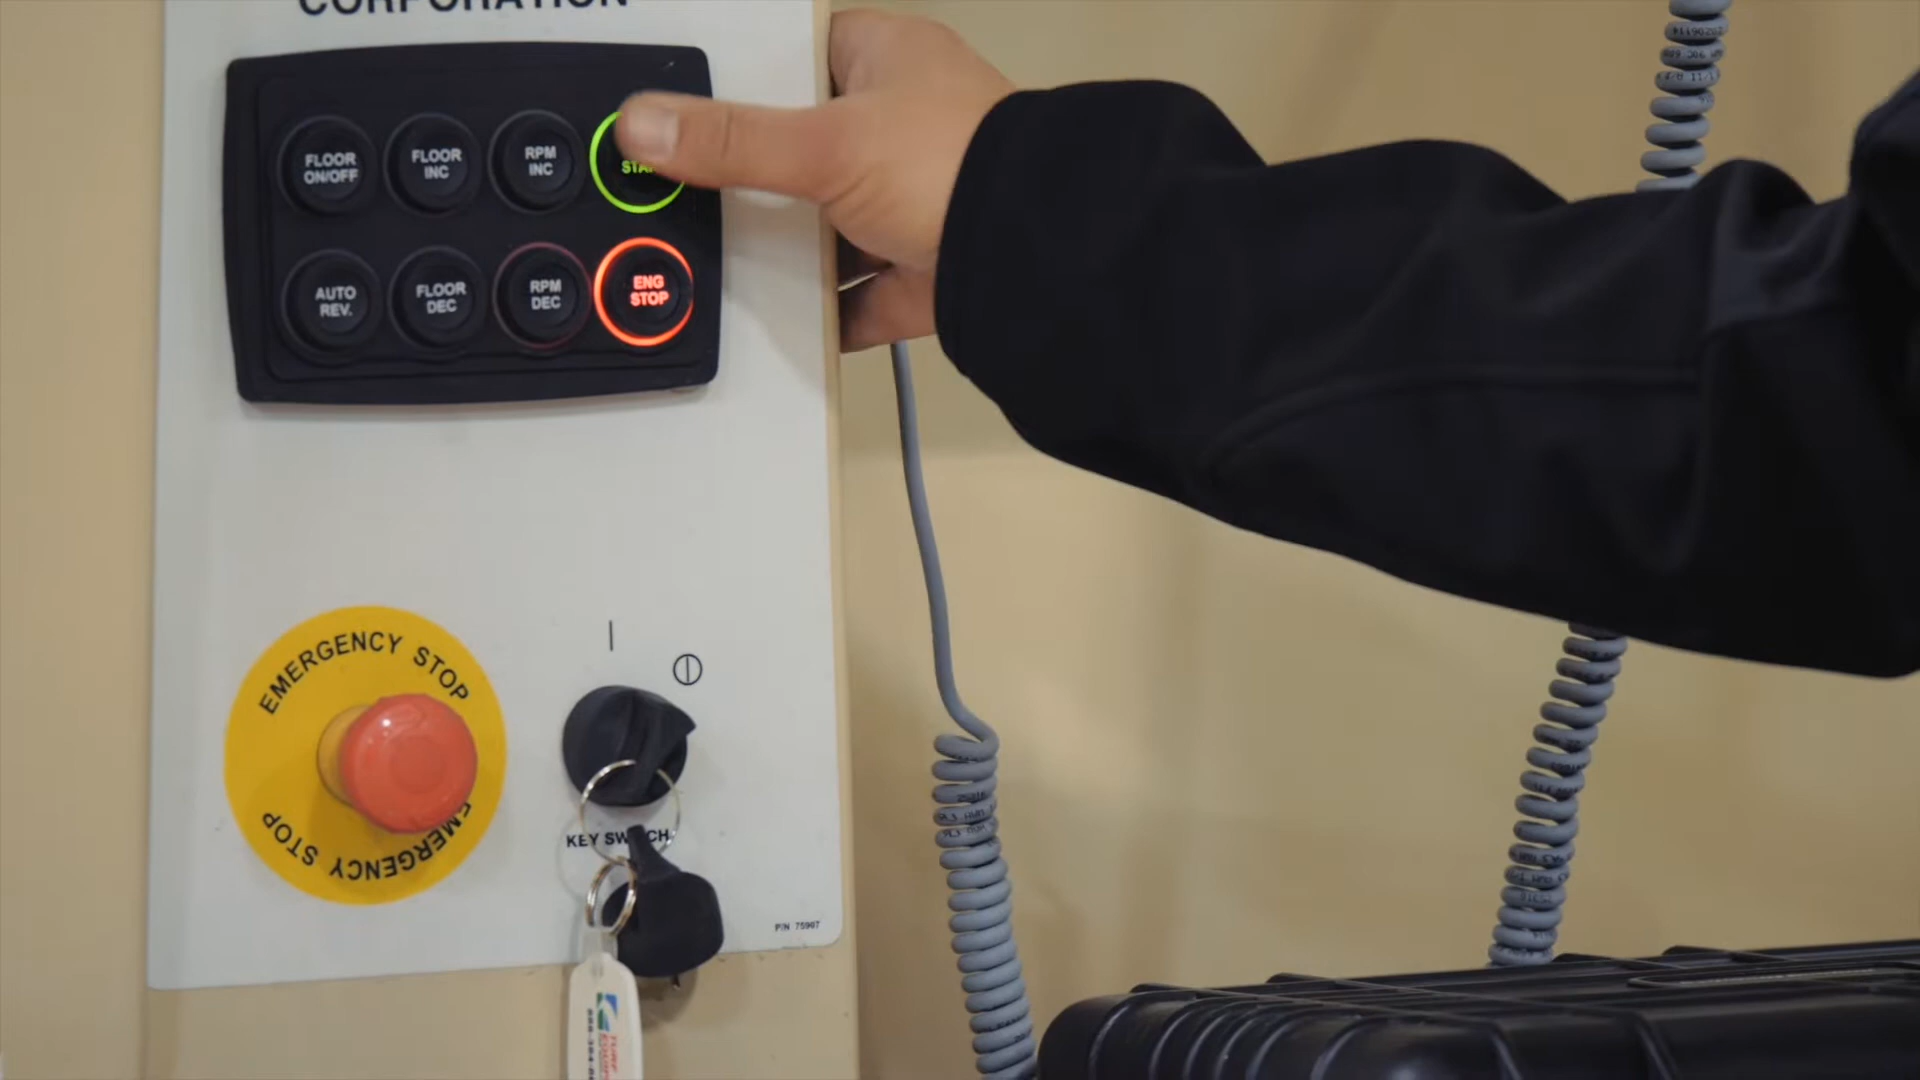 CORPORATION
FLOOR
ON/OFF
FLOOR
INC
RPM
INC
AUTO
REV.
FLOOR
DEC
RPM
DEC
ENG
STOP
EMERGENCY STOP
EMERGENCY STOP
KEY SWITCH
P/N 75907
TURF